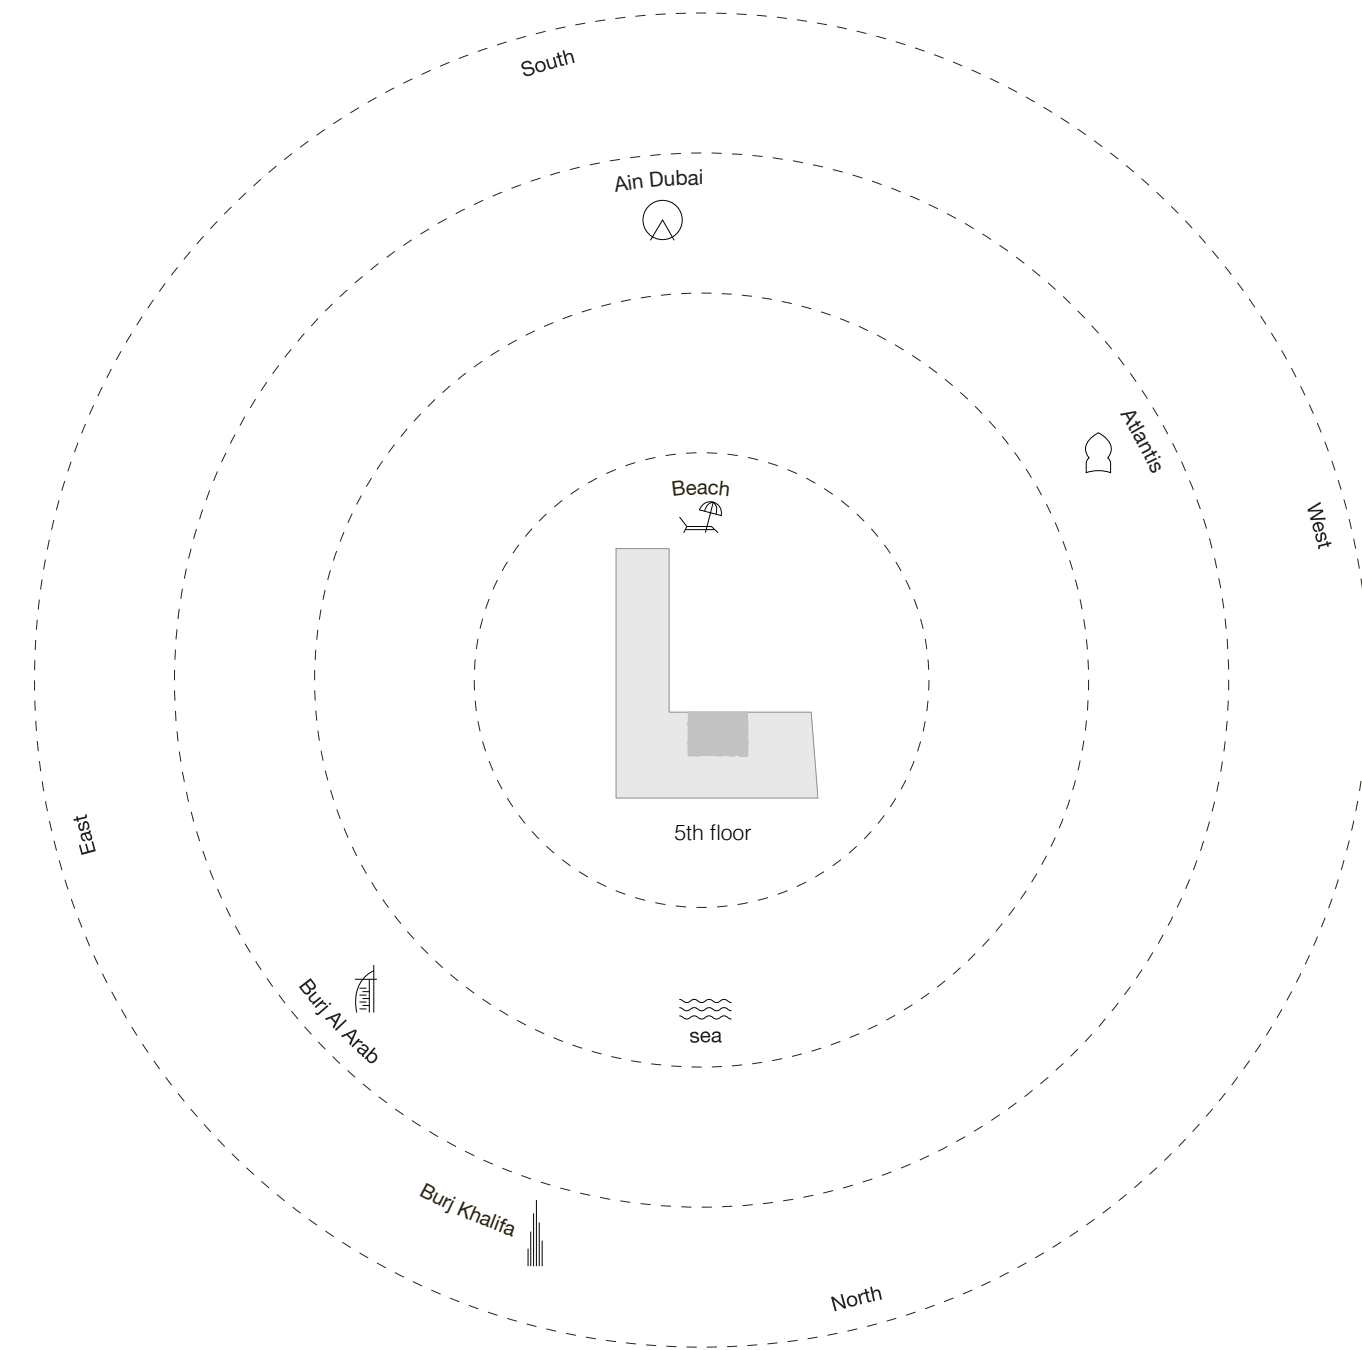 South
Ain Dubai
Atlantis
Beach
West
5th floor
East
Burj Al Arab
sea
Burj Khalifa
North